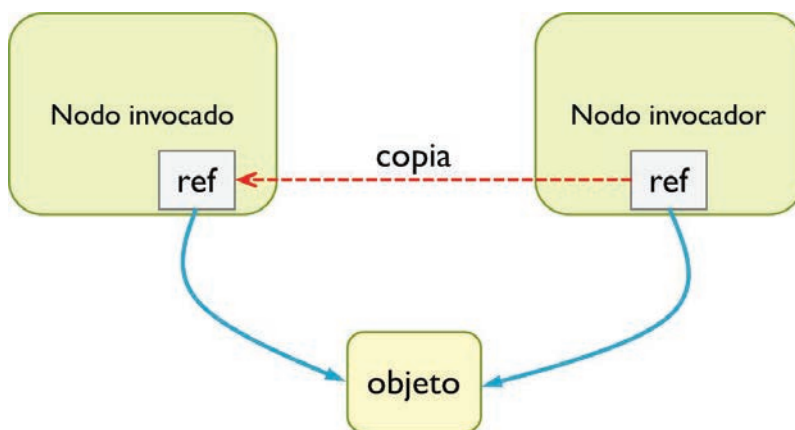 Nodo invocado
Nodo invocador
copia
ref
ref
objeto